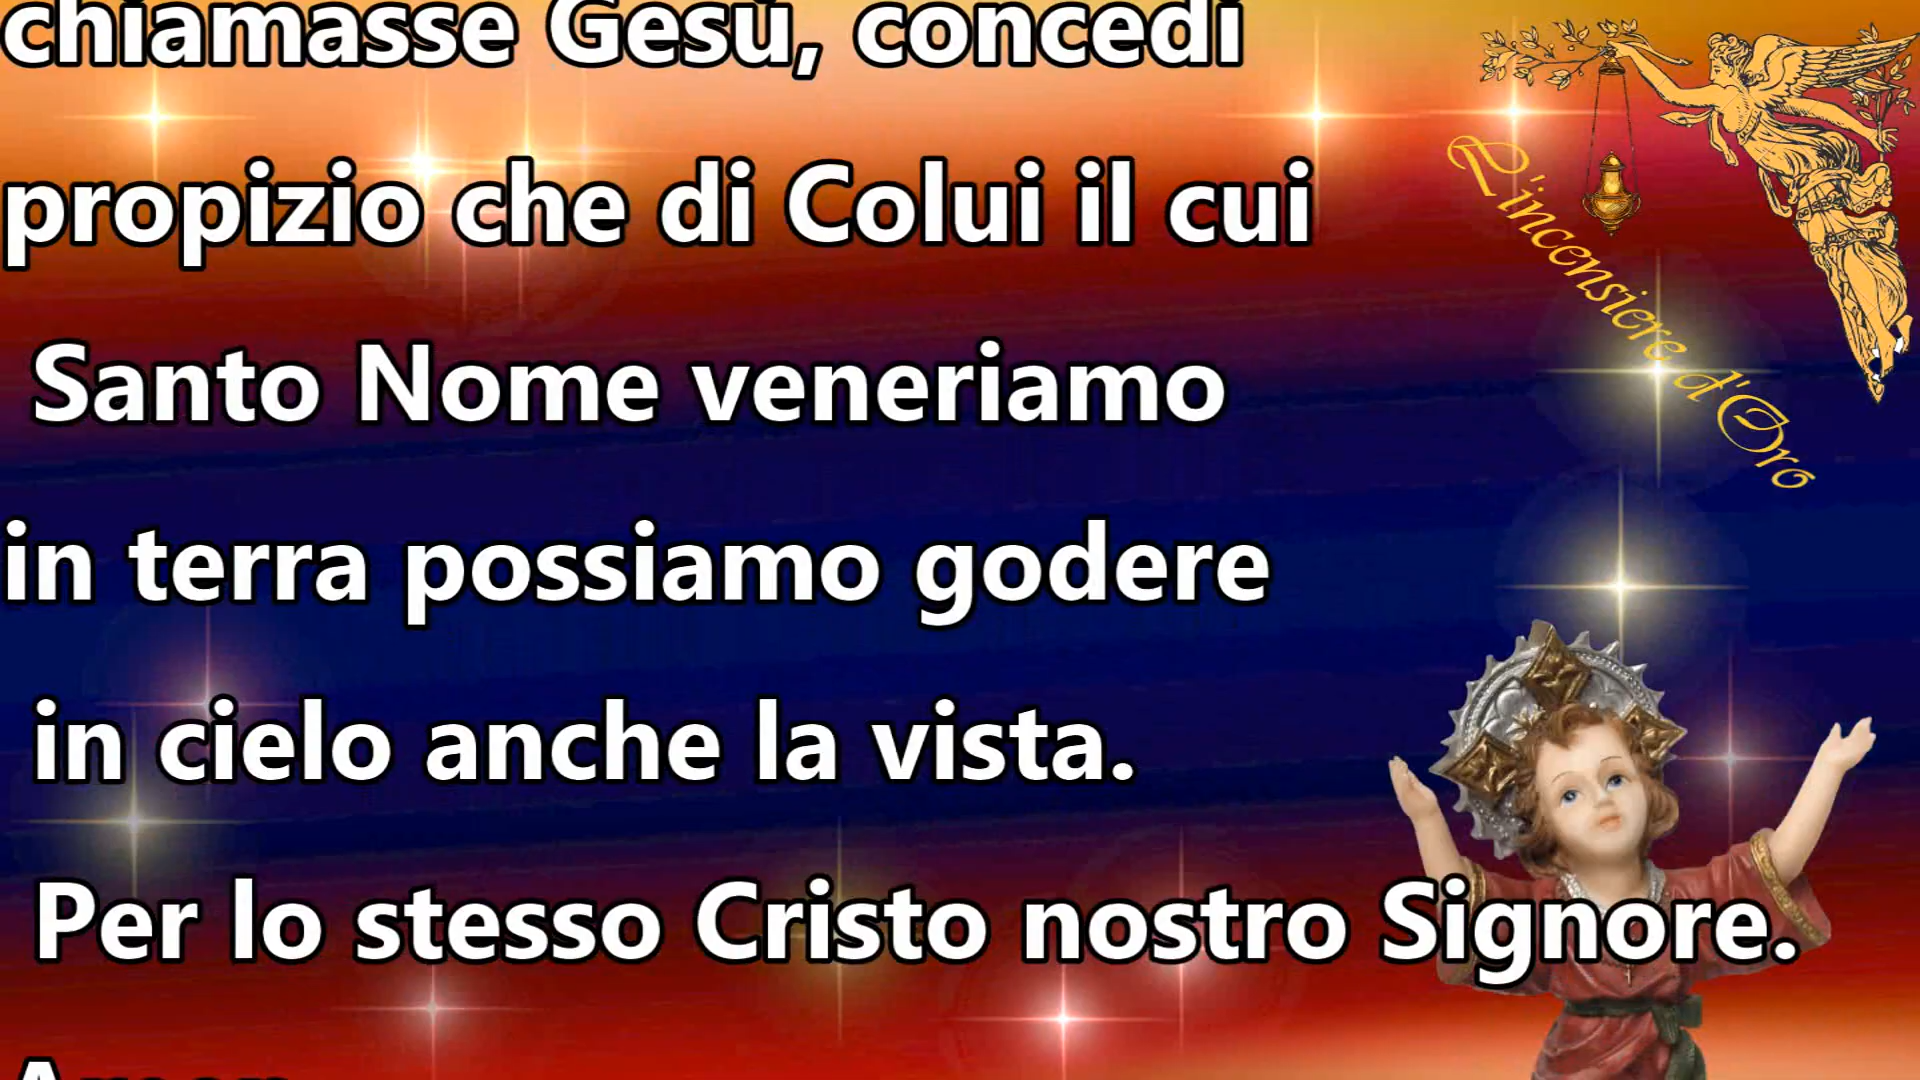 chiamasse Gesù, concedi
propizio che di Colui il cui
Santo Nome veneriamo
in terra possiamo godere
in cielo anche la vista.
Per lo stesso Cristo nostro Signore.
L'incensiere d'Oro